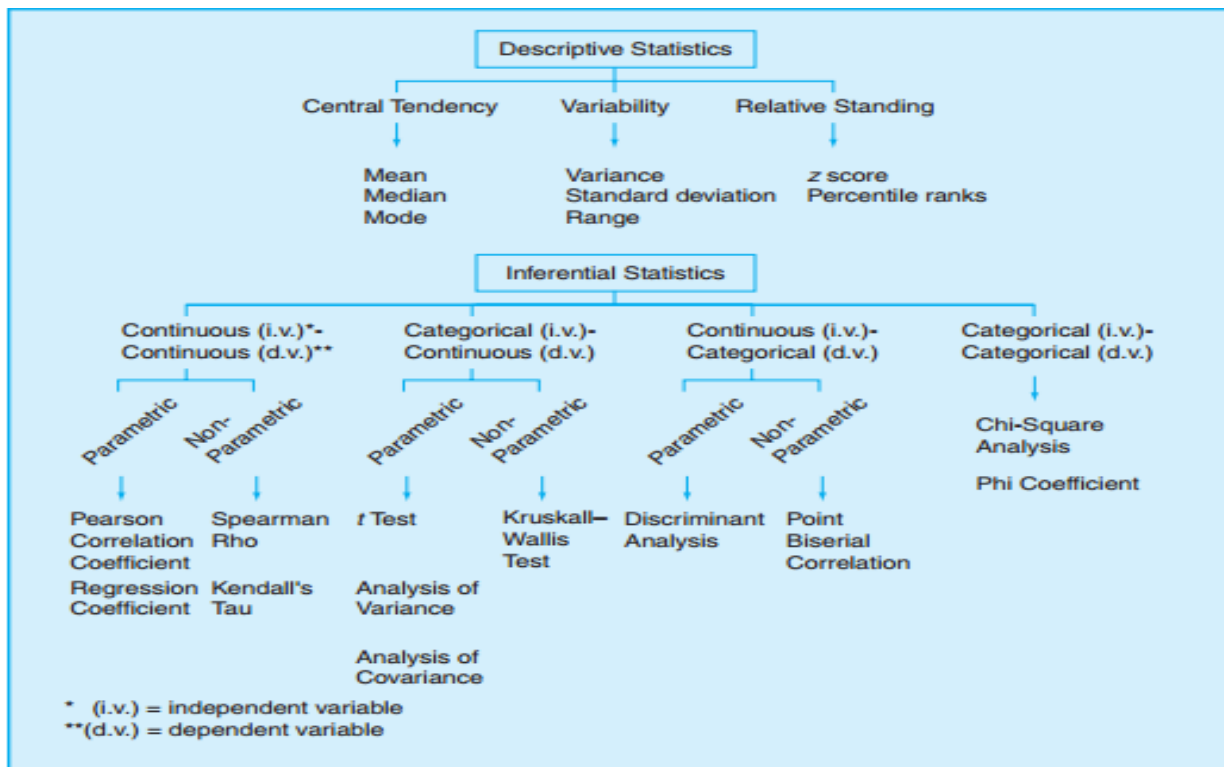 Descriptive Statistics
Central Tendency
Variability
Relative Standing
Mean
Median
Mode
Variance
Standard deviation
Range
z score
Percentile ranks
Inferential Statistics
Continuous (i.v.)*-
Continuous (d.v.)**
Categorical (i.v.)-
Continuous (d.v.)
Continuous (i.v.)-
Categorical (d.v.)
Categorical (i.v.)-
Categorical (d.v.)
Parametric
Non-
Parametric
Parametric
Non-
Parametric
Parametric
Non-
Parametric
Chi-Square
Analysis
Phi Coefficient
Pearson
Correlation
Coefficient
Regression
Coefficient
Spearman
Rho
Kendall's
Tau
t Test
Analysis of
Variance
Analysis of
Covariance
Kruskall–
Wallis
Test
Discriminant
Analysis
Point
Biserial
Correlation
* (i.v.) = independent variable
**(d.v.) = dependent variable